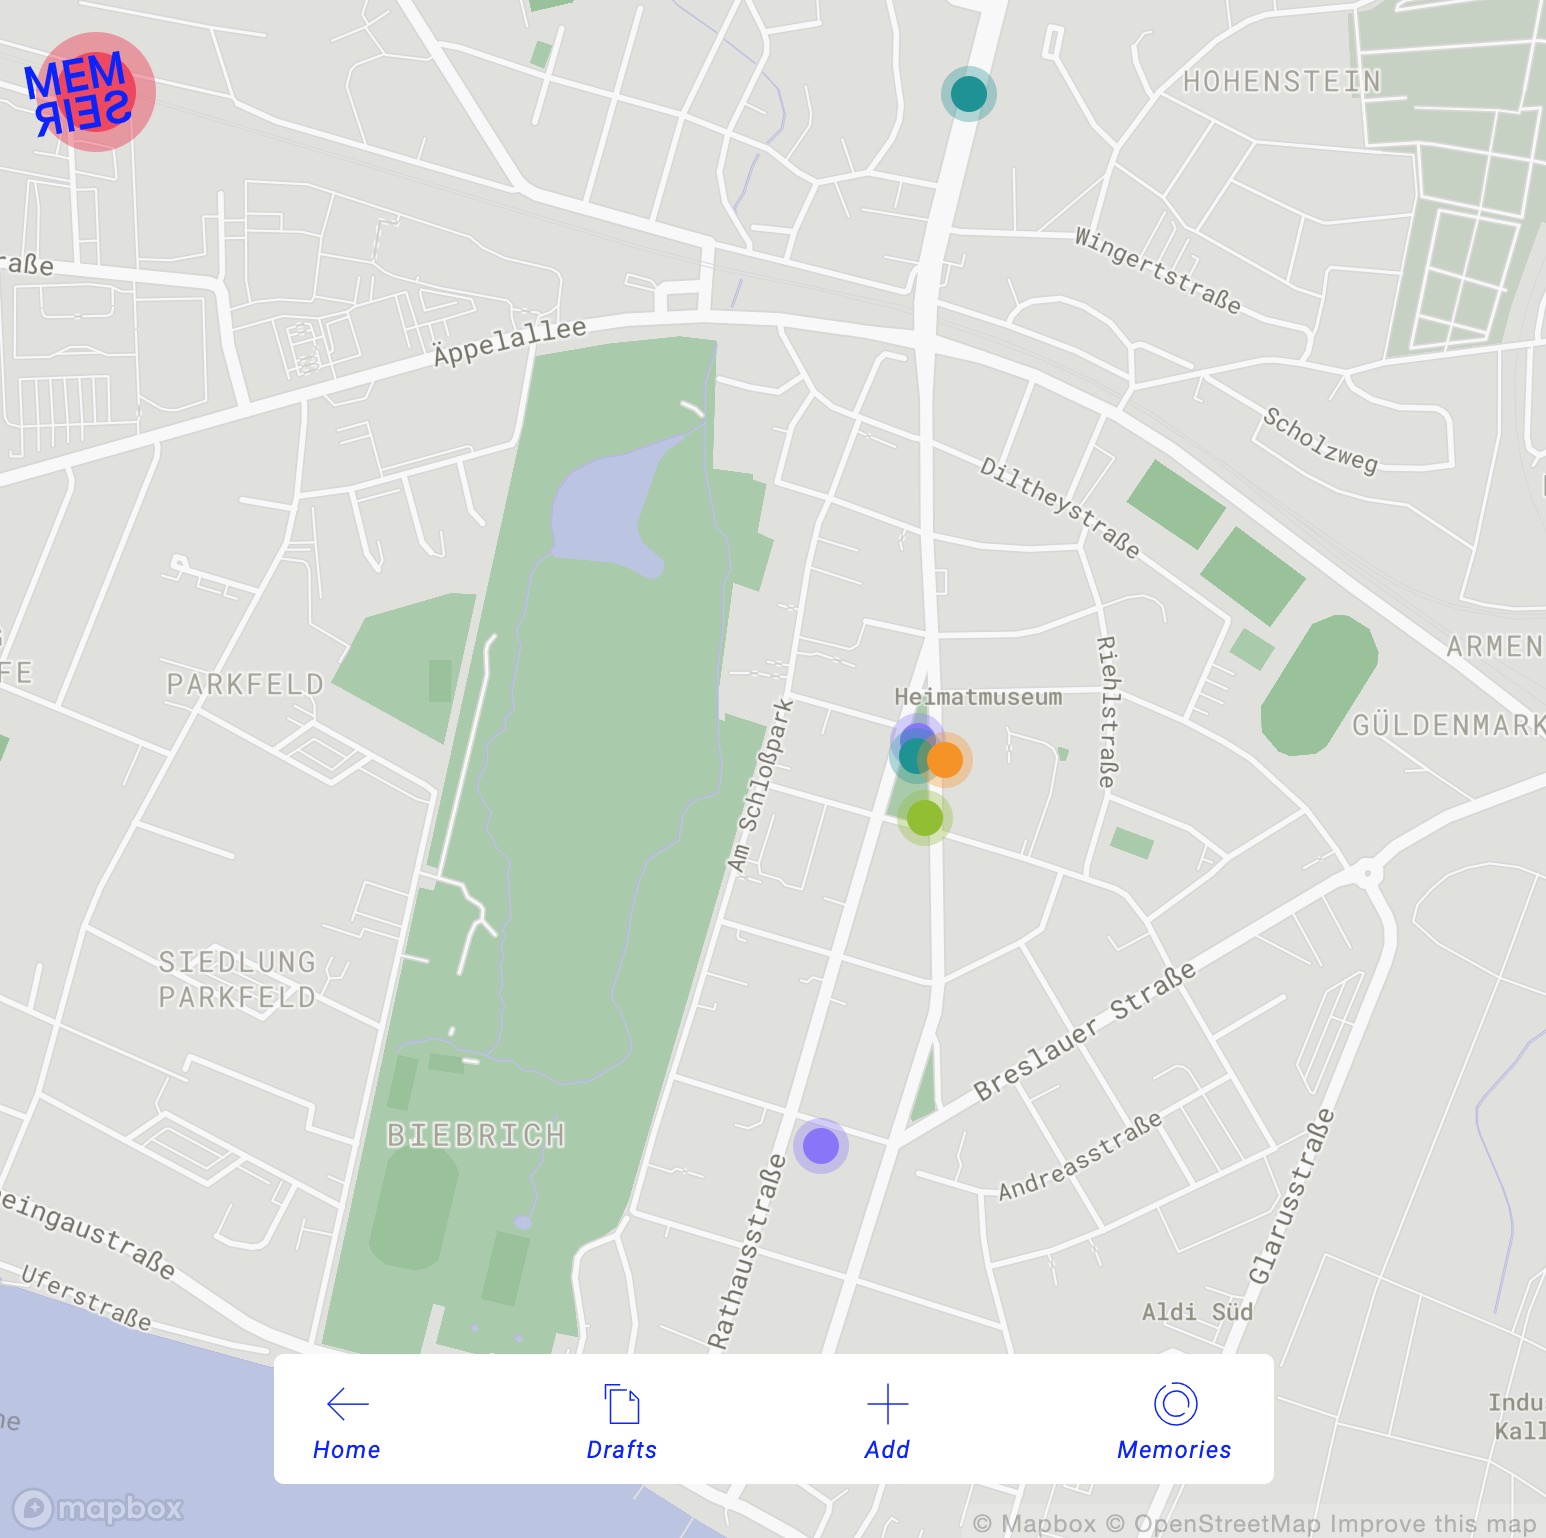 MEM
RIES
HOHENSTEIN
Wingertstraße
raße
Äppelallee
Scholzweg
Diltheystraße
ARMEN
FE
PARKFELD
Riehlstraße
Heimatmuseum
GÜLDENMARK
Am Schloßpark
SIEDLUNG
PARKFELD
Breslauer Straße
BIEBRICH
Andreasstraße
Glarusstraße
Rathausstraße
eingaustraße
Uferstraße
Aldi Süd
Home
Drafts
Add
Memories
Indu
Kall
ne
mapbox
© Mapbox © OpenStreetMap Improve this map